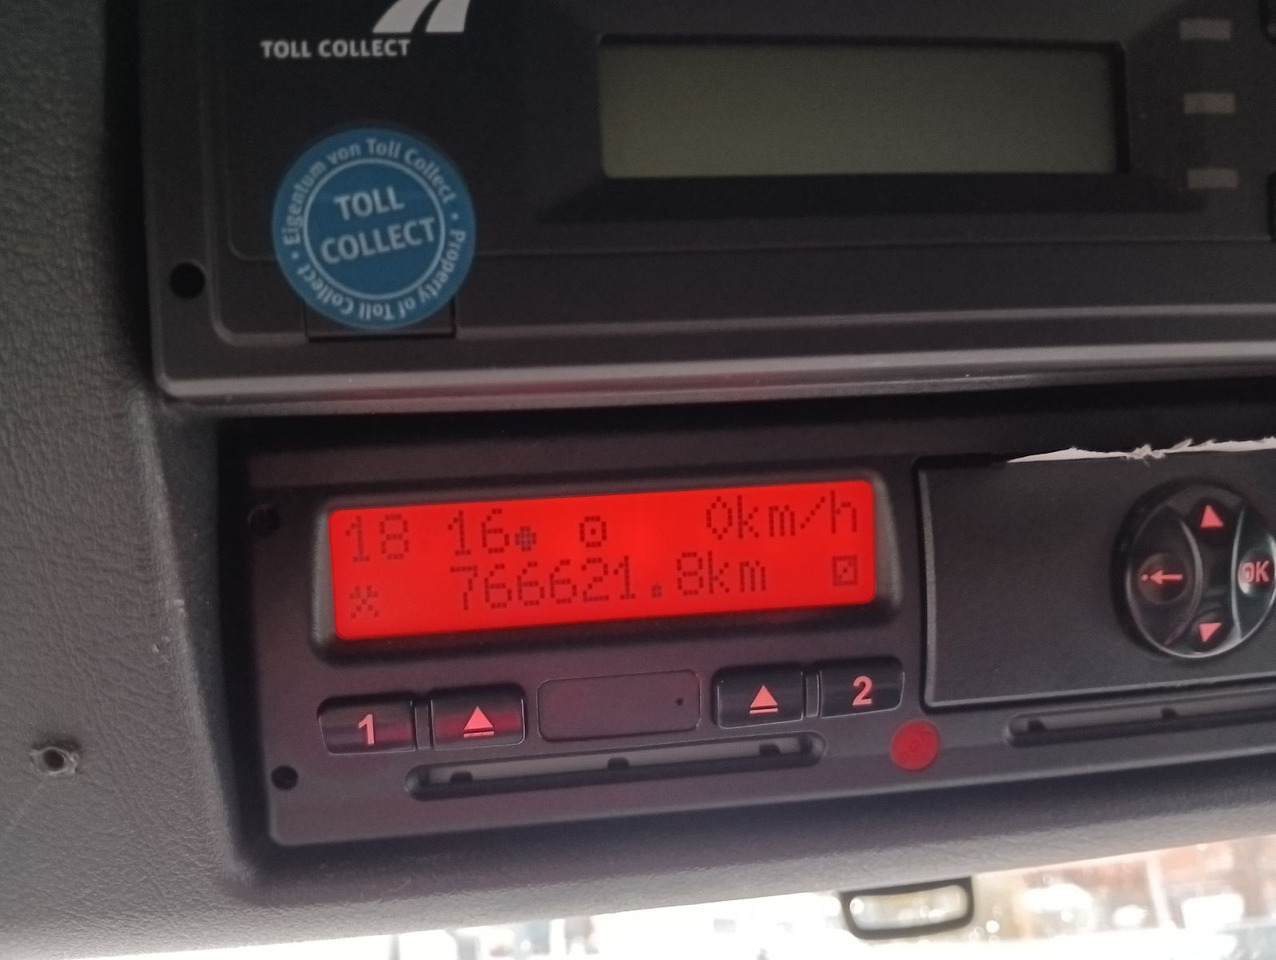 TOLL COLLECT
Eigentum von Toll Collect • Property of Toll Collect •
TOLL
COLLECT
18 16 0km/h
766621.8km
OK
1
2